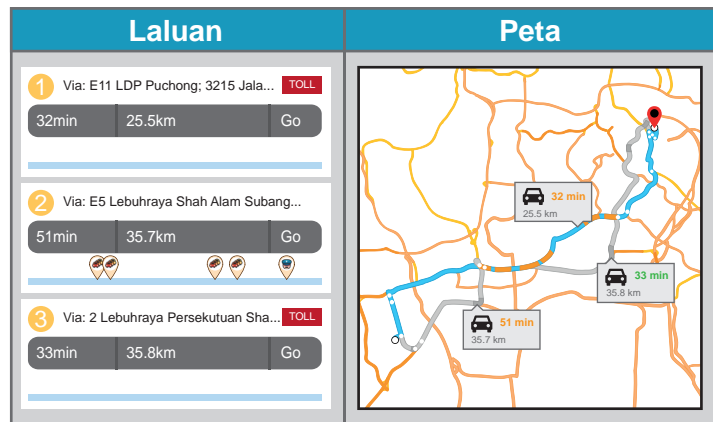 Laluan
Peta
1 Via: E11 LDP Puchong; 3215 Jala... TOLL
32min 25.5km Go
2 Via: E5 Lebuhraya Shah Alam Subang...
51min 35.7km Go
3 Via: 2 Lebuhraya Persekutuan Sha... TOLL
33min 35.8km Go
32 min
25.5 km
33 min
35.8 km
51 min
35.7 km